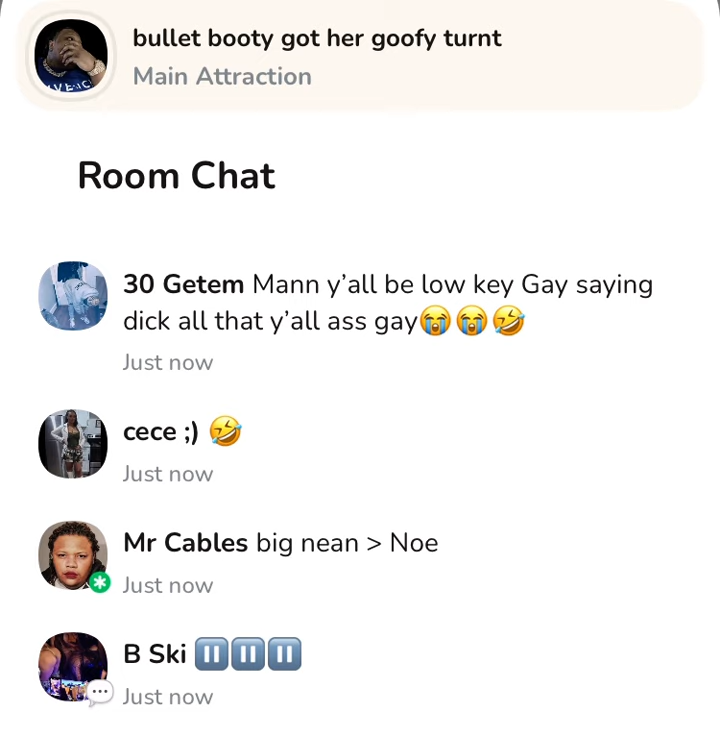 bullet booty got her goofy turnt
Main Attraction
Room Chat
30 Getem Mann y’all be low key Gay saying
dick all that y’all ass gay😭😭🤣
Just now
cece ;) 🤣
Just now
Mr Cables big nean > Noe
Just now
B Ski ⏸️⏸️⏸️
Just now